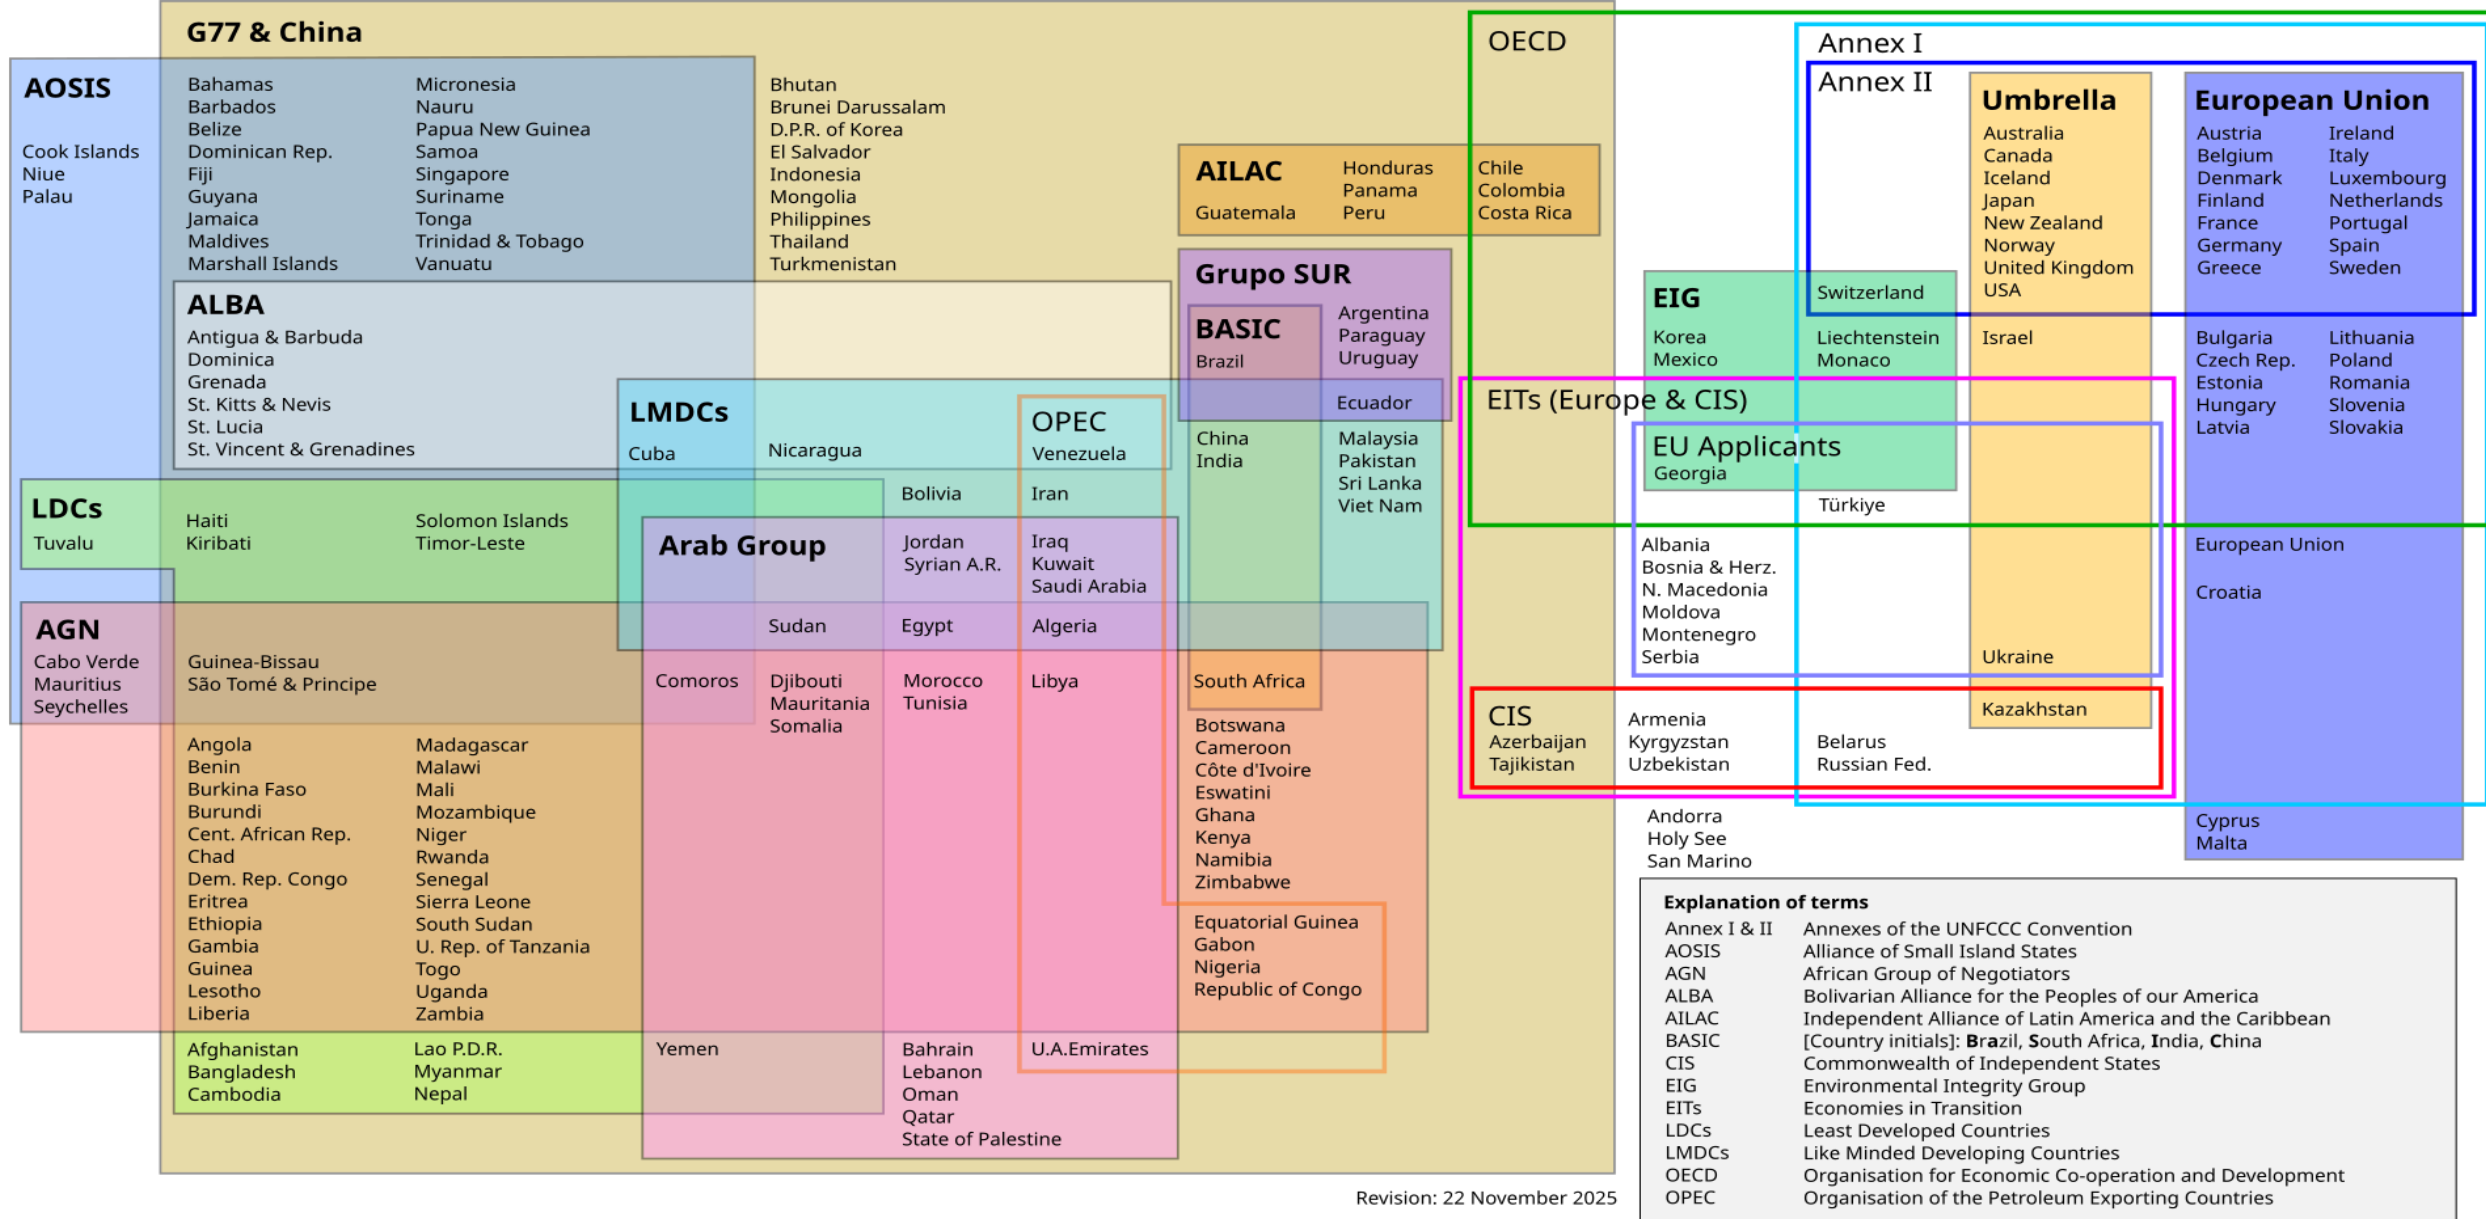 G77 & China
AOSIS
Cook Islands
Niue
Palau
Bahamas
Barbados
Belize
Dominican Rep.
Fiji
Guyana
Jamaica
Maldives
Marshall Islands
Micronesia
Nauru
Papua New Guinea
Samoa
Singapore
Suriname
Tonga
Trinidad & Tobago
Vanuatu
Bhutan
Brunei Darussalam
D.P.R. of Korea
El Salvador
Indonesia
Mongolia
Philippines
Thailand
Turkmenistan
ALBA
Antigua & Barbuda
Dominica
Grenada
St. Kitts & Nevis
St. Lucia
St. Vincent & Grenadines
LMDCs
Cuba
Nicaragua
OPEC
Venezuela
Bolivia
Iran
LDCs
Tuvalu
Haiti
Kiribati
Solomon Islands
Timor-Leste
Arab Group
Jordan
Syrian A.R.
Iraq
Kuwait
Saudi Arabia
Sudan
Egypt
Algeria
AGN
Cabo Verde
Mauritius
Seychelles
Guinea-Bissau
São Tomé & Principe
Comoros
Djibouti
Mauritania
Somalia
Morocco
Tunisia
Libya
Angola
Benin
Burkina Faso
Burundi
Cent. African Rep.
Chad
Dem. Rep. Congo
Eritrea
Ethiopia
Gambia
Guinea
Lesotho
Liberia
Madagascar
Malawi
Mali
Mozambique
Niger
Rwanda
Senegal
Sierra Leone
South Sudan
U. Rep. of Tanzania
Togo
Uganda
Zambia
Afghanistan
Bangladesh
Cambodia
Lao P.D.R.
Myanmar
Nepal
Yemen
Bahrain
Lebanon
Oman
Qatar
State of Palestine
U.A.Emirates
AILAC
Guatemala
Honduras
Panama
Peru
Chile
Colombia
Costa Rica
Grupo SUR
BASIC
Brazil
Argentina
Paraguay
Uruguay
Ecuador
China
India
Malaysia
Pakistan
Sri Lanka
Viet Nam
South Africa
Botswana
Cameroon
Côte d'Ivoire
Eswatini
Ghana
Kenya
Namibia
Zimbabwe
Equatorial Guinea
Gabon
Nigeria
Republic of Congo
OECD
Annex I
Annex II
Umbrella
Australia
Canada
Iceland
Japan
New Zealand
Norway
United Kingdom
USA
Israel
European Union
Austria
Belgium
Denmark
Finland
France
Germany
Greece
Ireland
Italy
Luxembourg
Netherlands
Portugal
Spain
Sweden
Bulgaria
Czech Rep.
Estonia
Hungary
Latvia
Lithuania
Poland
Romania
Slovenia
Slovakia
EIG
Korea
Mexico
Switzerland
Liechtenstein
Monaco
EITs (Europe & CIS)
EU Applicants
Georgia
Türkiye
Albania
Bosnia & Herz.
N. Macedonia
Moldova
Montenegro
Serbia
Ukraine
European Union
Croatia
CIS
Azerbaijan
Tajikistan
Armenia
Kyrgyzstan
Uzbekistan
Belarus
Russian Fed.
Kazakhstan
Andorra
Holy See
San Marino
Cyprus
Malta
Explanation of terms
Annex I & II Annexes of the UNFCCC Convention
AOSIS Alliance of Small Island States
AGN African Group of Negotiators
ALBA Bolivarian Alliance for the Peoples of our America
AILAC Independent Alliance of Latin America and the Caribbean
BASIC [Country initials]: Brazil, South Africa, India, China
CIS Commonwealth of Independent States
EIG Environmental Integrity Group
EITs Economies in Transition
LDCs Least Developed Countries
LMDCs Like Minded Developing Countries
OECD Organisation for Economic Co-operation and Development
OPEC Organisation of the Petroleum Exporting Countries
Revision: 22 November 2025